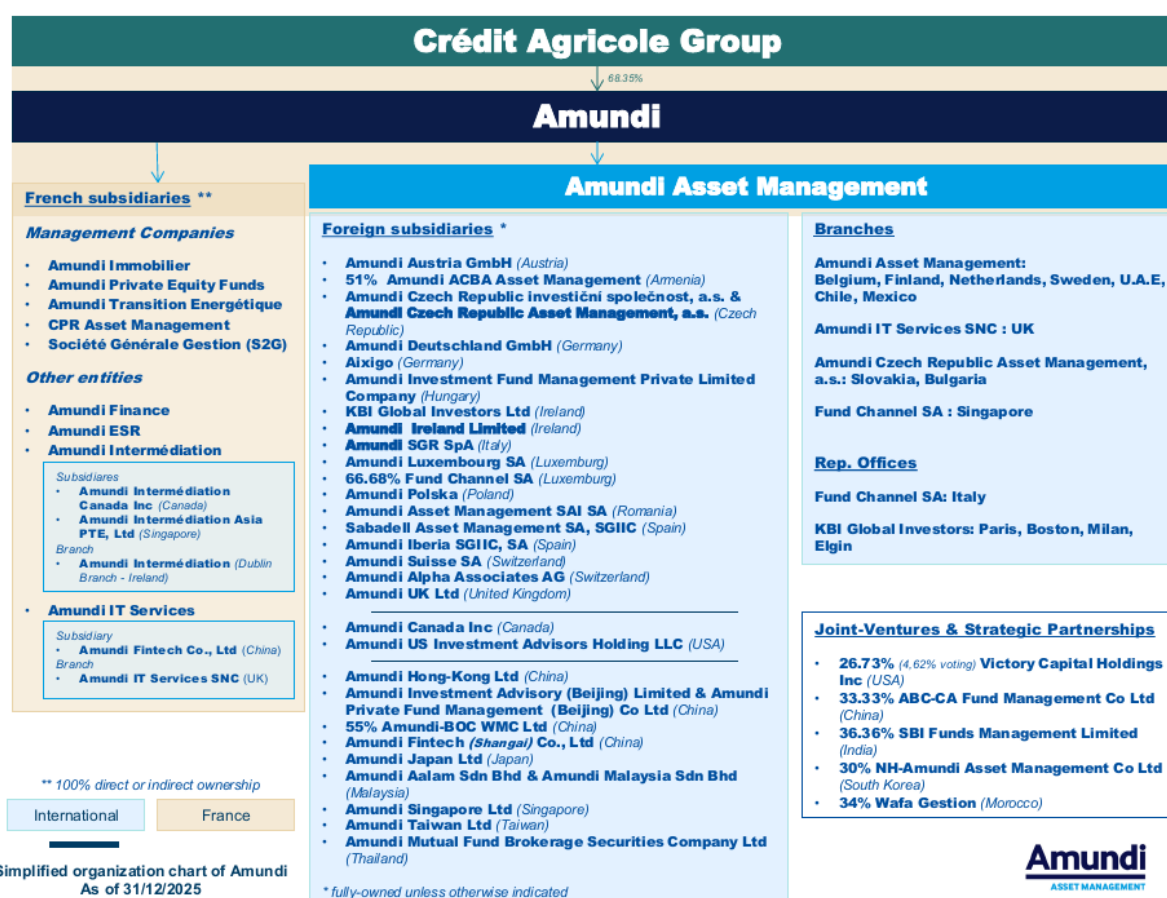 Crédit Agricole Group
68.35%
Amundi
French subsidiaries **
Management Companies
• Amundi Immobilier
• Amundi Private Equity Funds
• Amundi Transition Energétique
• CPR Asset Management
• Société Générale Gestion (S2G)
Other entities
• Amundi Finance
• Amundi ESR
• Amundi Intermédiation
Subsidiares
• Amundi Intermédiation
Canada Inc (Canada)
• Amundi Intermédiation Asia
PTE, Ltd (Singapore)
Branch
• Amundi Intermédiation (Dublin
Branch - Ireland)
• Amundi IT Services
Subsidiary
• Amundi Fintech Co., Ltd (China)
Branch
• Amundi IT Services SNC (UK)
** 100% direct or indirect ownership
International
France
Simplified organization chart of Amundi
As of 31/12/2025
Amundi Asset Management
Foreign subsidiaries *
• Amundi Austria GmbH (Austria)
• 51% Amundi ACBA Asset Management (Armenia)
• Amundi Czech Republic investiční společnost, a.s. &
Amundi Czech Republic Asset Management, a.s. (Czech
Republic)
• Amundi Deutschland GmbH (Germany)
• Aixigo (Germany)
• Amundi Investment Fund Management Private Limited
Company (Hungary)
• KBI Global Investors Ltd (Ireland)
• Amundi Ireland Limited (Ireland)
• Amundi SGR SpA (Italy)
• Amundi Luxembourg SA (Luxemburg)
• 66.68% Fund Channel SA (Luxemburg)
• Amundi Polska (Poland)
• Amundi Asset Management SAI SA (Romania)
• Sabadell Asset Management SA, SGIIC (Spain)
• Amundi Iberia SGIIC, SA (Spain)
• Amundi Suisse SA (Switzerland)
• Amundi Alpha Associates AG (Switzerland)
• Amundi UK Ltd (United Kingdom)
• Amundi Canada Inc (Canada)
• Amundi US Investment Advisors Holding LLC (USA)
• Amundi Hong-Kong Ltd (China)
• Amundi Investment Advisory (Beijing) Limited & Amundi
Private Fund Management (Beijing) Co Ltd (China)
• 55% Amundi-BOC WMC Ltd (China)
• Amundi Fintech (Shangai) Co., Ltd (China)
• Amundi Japan Ltd (Japan)
• Amundi Aalam Sdn Bhd & Amundi Malaysia Sdn Bhd
(Malaysia)
• Amundi Singapore Ltd (Singapore)
• Amundi Taiwan Ltd (Taiwan)
• Amundi Mutual Fund Brokerage Securities Company Ltd
(Thailand)
* fully-owned unless otherwise indicated
Branches
Amundi Asset Management:
Belgium, Finland, Netherlands, Sweden, U.A.E,
Chile, Mexico
Amundi IT Services SNC : UK
Amundi Czech Republic Asset Management,
a.s.: Slovakia, Bulgaria
Fund Channel SA : Singapore
Rep. Offices
Fund Channel SA: Italy
KBI Global Investors: Paris, Boston, Milan,
Elgin
Joint-Ventures & Strategic Partnerships
• 26.73% (4,62% voting) Victory Capital Holdings
Inc (USA)
• 33.33% ABC-CA Fund Management Co Ltd
(China)
• 36.36% SBI Funds Management Limited
(India)
• 30% NH-Amundi Asset Management Co Ltd
(South Korea)
• 34% Wafa Gestion (Morocco)
Amundi
ASSET MANAGEMENT